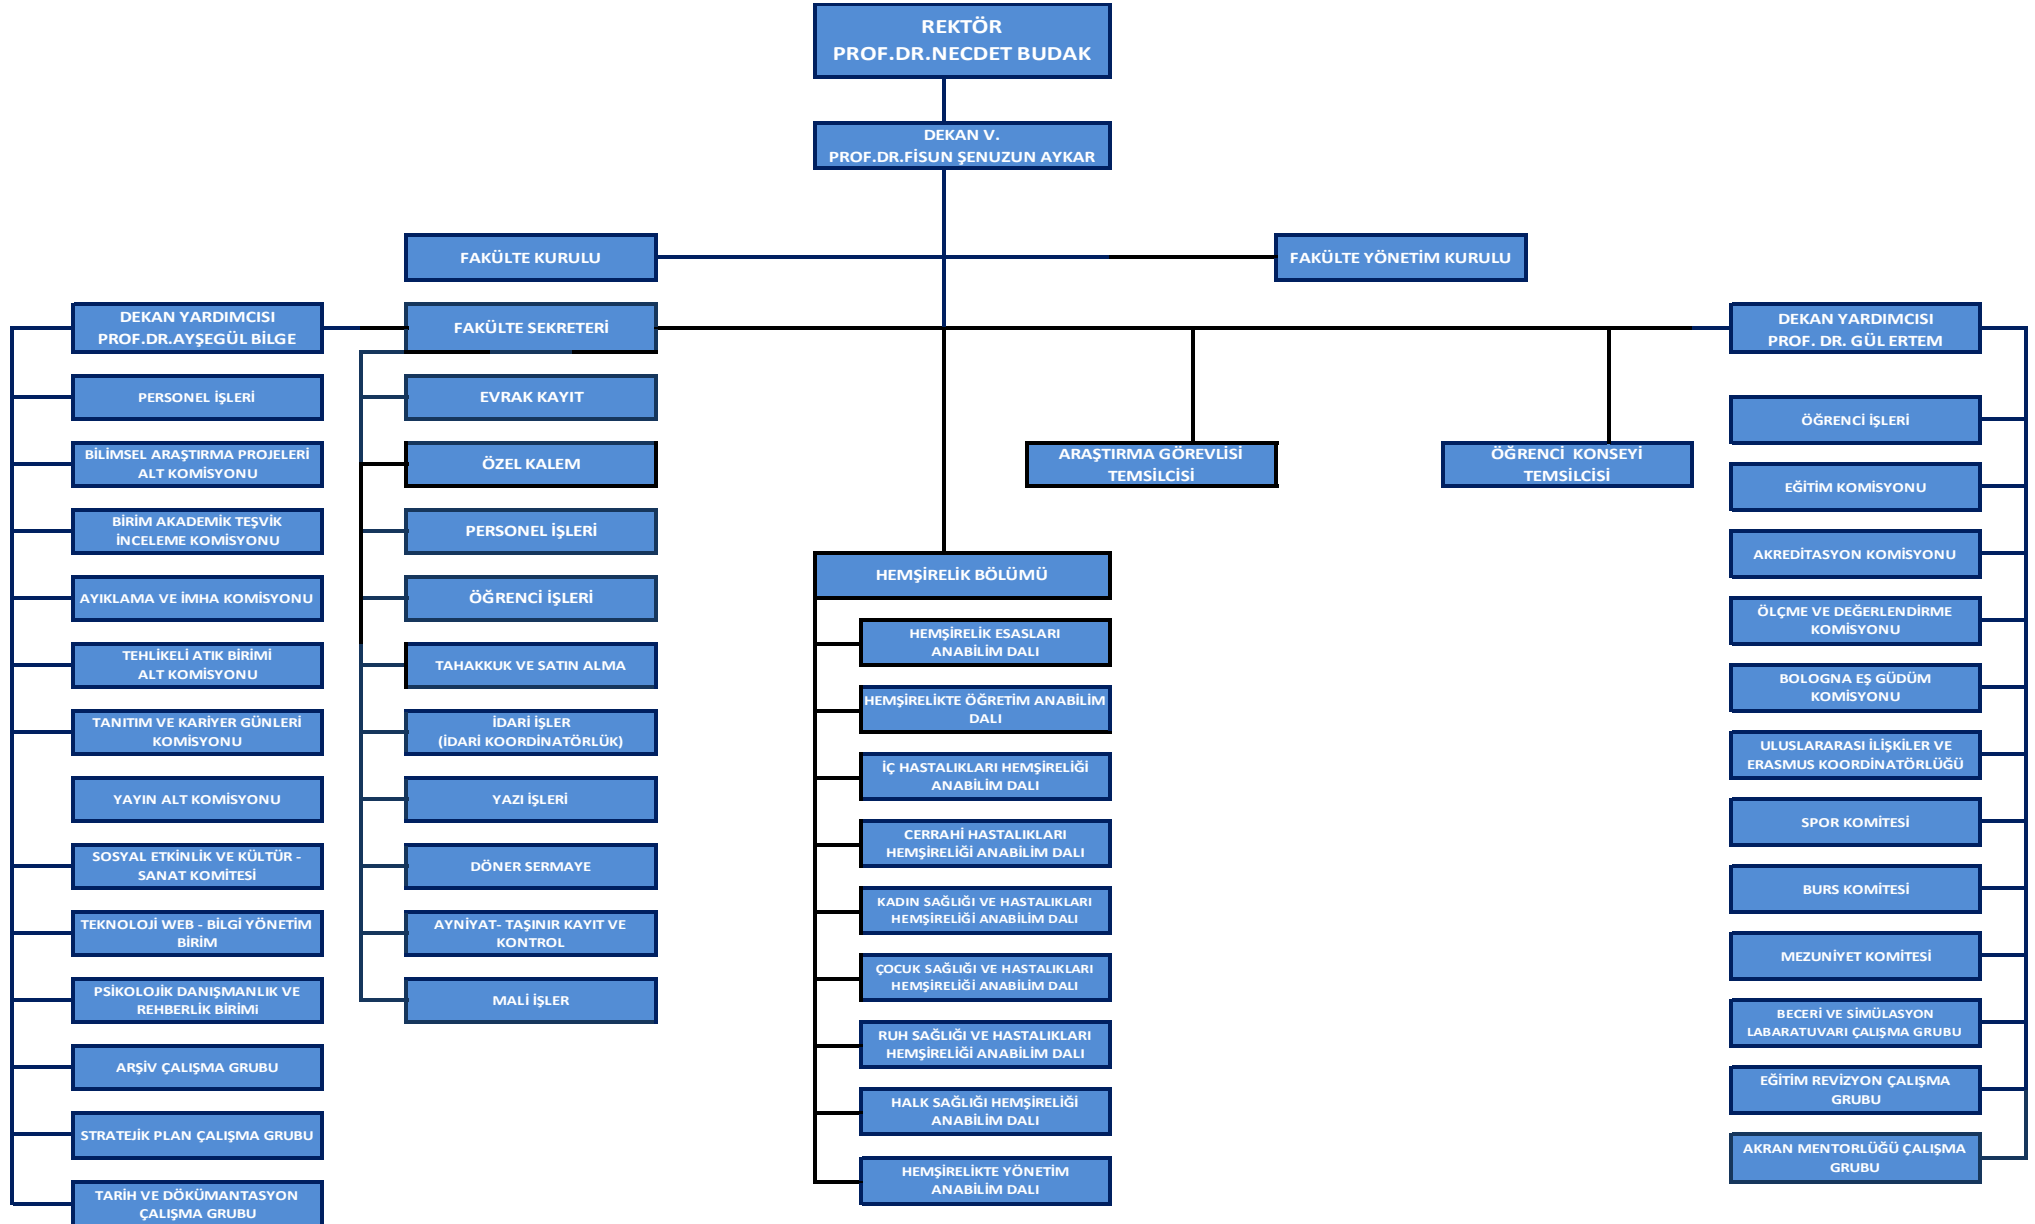 REKTÖR
PROF.DR.NECDET BUDAK
DEKAN V.
PROF.DR.FİSUN ŞENUZUN AYKAR
FAKÜLTE KURULU
FAKÜLTE YÖNETİM KURULU
DEKAN YARDIMCISI
PROF.DR.AYŞEGÜL BİLGE
PERSONEL İŞLERİ
BİLİMSEL ARAŞTIRMA PROJELERİ
ALT KOMİSYONU
BİRİM AKADEMİK TEŞVİK
İNCELEME KOMİSYONU
AYIKLAMA VE İMHA KOMİSYONU
TEHLİKELİ ATIK BİRİMİ
ALT KOMİSYONU
TANITIM VE KARİYER GÜNLERİ
KOMİSYONU
YAYIN ALT KOMİSYONU
SOSYAL ETKİNLİK VE KÜLTÜR -
SANAT KOMİTESİ
TEKNOLOJİ WEB - BİLGİ YÖNETİM
BİRİM
PSİKOLOJİK DANIŞMANLIK VE
REHBERLİK BİRİMi
ARŞİV ÇALIŞMA GRUBU
STRATEJİK PLAN ÇALIŞMA GRUBU
TARİH VE DÖKÜMANTASYON
ÇALIŞMA GRUBU
FAKÜLTE SEKRETERİ
EVRAK KAYIT
ÖZEL KALEM
PERSONEL İŞLERİ
ÖĞRENCİ İŞLERİ
TAHAKKUK VE SATIN ALMA
İDARİ İŞLER
(İDARİ KOORDİNATÖRLÜK)
YAZI İŞLERİ
DÖNER SERMAYE
AYNİYAT- TAŞINIR KAYIT VE
KONTROL
MALİ İŞLER
HEMŞİRELİK BÖLÜMÜ
HEMŞİRELİK ESASLARI
ANABİLİM DALI
HEMŞİRELİKTE ÖĞRETİM ANABİLİM
DALI
İÇ HASTALIKLARI HEMŞİRELİĞİ
ANABİLİM DALI
CERRAHİ HASTALIKLARI
HEMŞİRELİĞİ ANABİLİM DALI
KADIN SAĞLIĞI VE HASTALIKLARI
HEMŞİRELİĞİ ANABİLİM DALI
ÇOCUK SAĞLIĞI VE HASTALIKLARI
HEMŞİRELİĞİ ANABİLİM DALI
RUH SAĞLIĞI VE HASTALIKLARI
HEMŞİRELİĞİ ANABİLİM DALI
HALK SAĞLIĞI HEMŞİRELİĞİ
ANABİLİM DALI
HEMŞİRELİKTE YÖNETİM
ANABİLİM DALI
ARAŞTIRMA GÖREVLİSİ
TEMSİLCİSİ
ÖĞRENCİ  KONSEYİ
TEMSİLCİSİ
DEKAN YARDIMCISI
PROF. DR. GÜL ERTEM
ÖĞRENCİ İŞLERİ
EĞİTİM KOMİSYONU
AKREDİTASYON KOMİSYONU
ÖLÇME VE DEĞERLENDİRME
KOMİSYONU
BOLOGNA EŞ GÜDÜM
KOMİSYONU
ULUSLARARASI İLİŞKİLER VE
ERASMUS KOORDİNATÖRLÜĞÜ
SPOR KOMİTESİ
BURS KOMİTESİ
MEZUNİYET KOMİTESİ
BECERİ VE SİMÜLASYON
LABARATUVARI ÇALIŞMA GRUBU
EĞİTİM REVİZYON ÇALIŞMA
GRUBU
AKRAN MENTORLÜĞÜ ÇALIŞMA
GRUBU